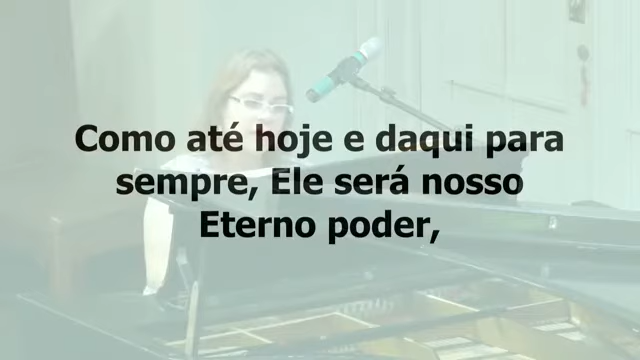 Como até hoje e daqui para
sempre, Ele será nosso
Eterno poder,